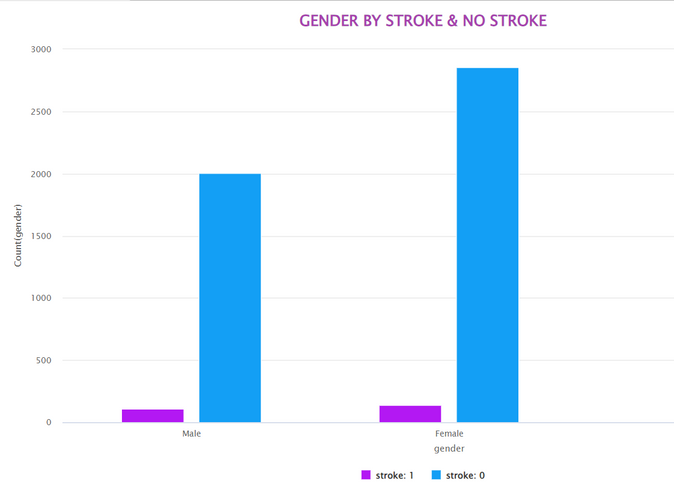 GENDER BY STROKE & NO STROKE
3000
2500
2000
1500
1000
500
0
Count(gender)
Male
Female
gender
stroke: 1
stroke: 0